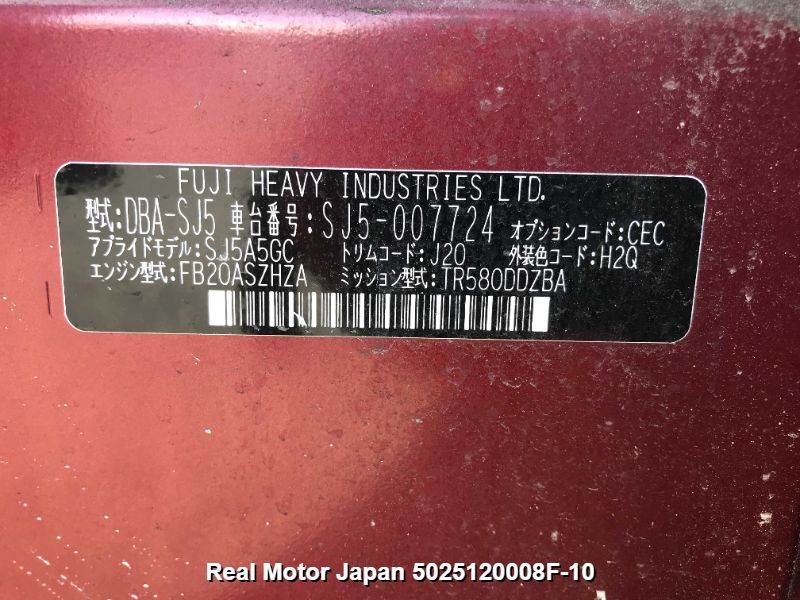 FUJI HEAVY INDUSTRIES LTD.
型式:DBA-SJ5 車台番号:SJ5-007724 オプションコード:CEC
アプライドモデル:SJ5A5GC トリムコード:J20 外装色コード:H2Q
エンジン型式:FB20ASZHZA ミッション型式:TR580DDZBA
Real Motor Japan 5025120008F-10